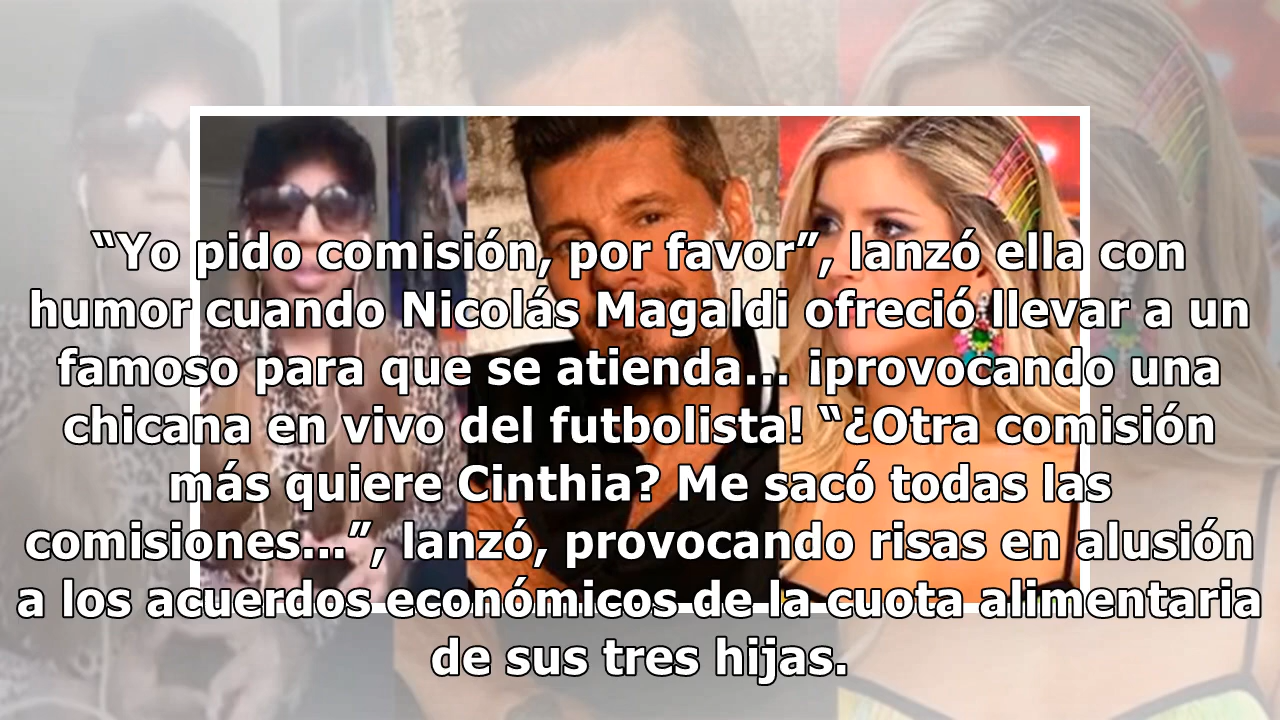 “Yo pido comisión, por favor”, lanzó ella con
humor cuando Nicolás Magaldi ofreció llevar a un
famoso para que se atienda... ¡provocando una
chicana en vivo del futbolista! “¿Otra comisión
más quiere Cinthia? Me sacó todas las
comisiones...”, lanzó, provocando risas en alusión
a los acuerdos económicos de la cuota alimentaria
de sus tres hijas.